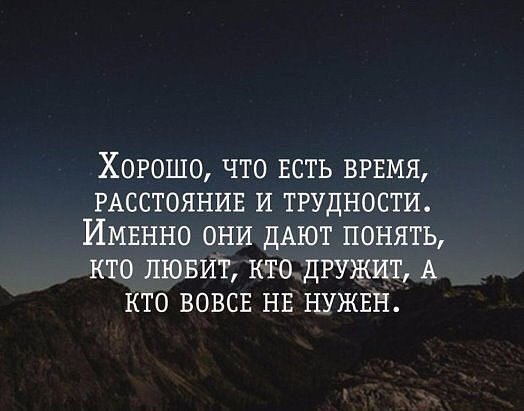 Хорошо, что есть время,
расстояние и трудности.
Именно они дают понять,
кто любит, кто дружит, а
кто вовсе не нужен.